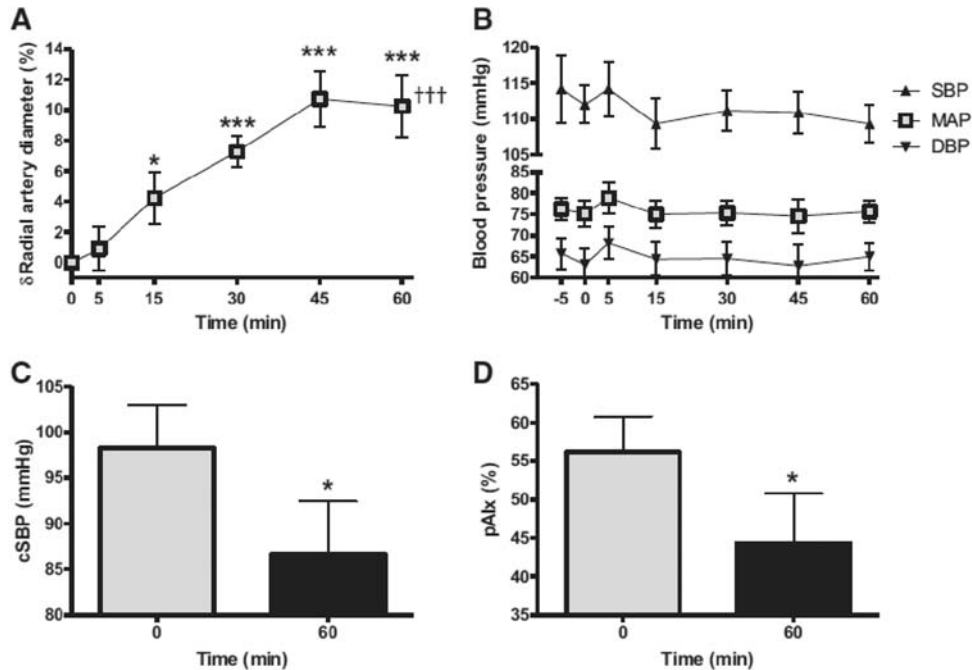 A
δRadial artery diameter (%)
14
12
10
8
6
4
2
0
*
***
***
***
†††
0 5 15 30 45 60
Time (min)
B
Blood pressure (mmHg)
120
115
110
105
85
80
75
70
65
60
-5 0 5 15 30 45 60
Time (min)
SBP
MAP
DBP
C
cSBP (mmHg)
105
100
95
90
85
80
*
0 60
Time (min)
D
pAIx (%)
65
60
55
50
45
40
35
*
0 60
Time (min)